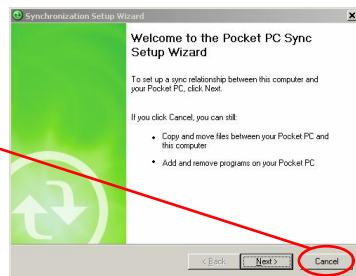 Synchronization Setup Wizard
Welcome to the Pocket PC Sync
Setup Wizard
To set up a sync relationship between this computer and
your Pocket PC, click Next.
If you click Cancel, you can still:
• Copy and move files between your Pocket PC and
this computer
• Add and remove programs on your Pocket PC
< Back
Next >
Cancel